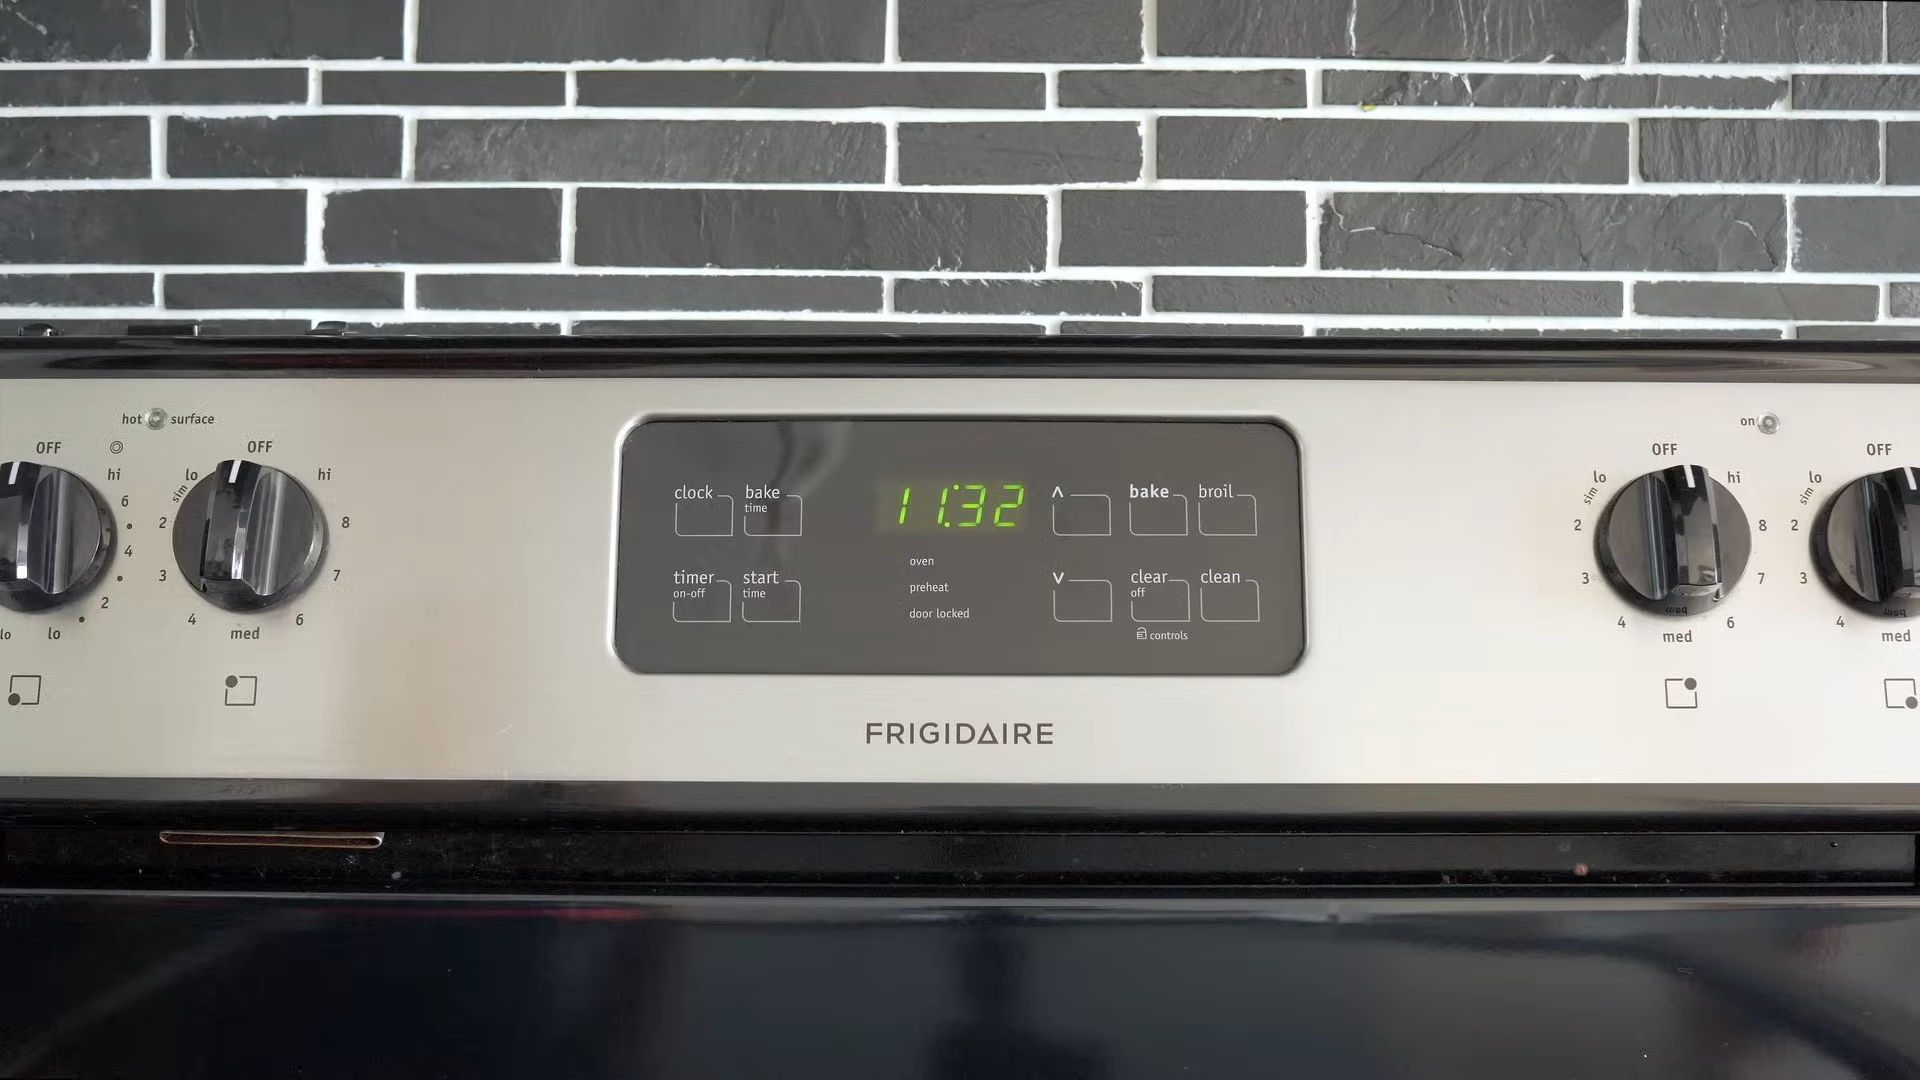 hot surface
OFF
hi
6
4
2
lo
lo
OFF
lo
sim
hi
2
8
3
7
4
6
med
clock
bake
time
11:32
bake
broil
timer
on-off
start
time
oven
preheat
door locked
clear
off
clean
controls
FRIGIDAIRE
on
OFF
lo
sim
hi
2
8
3
7
4
6
med
OFF
lo
sim
2
3
4
med